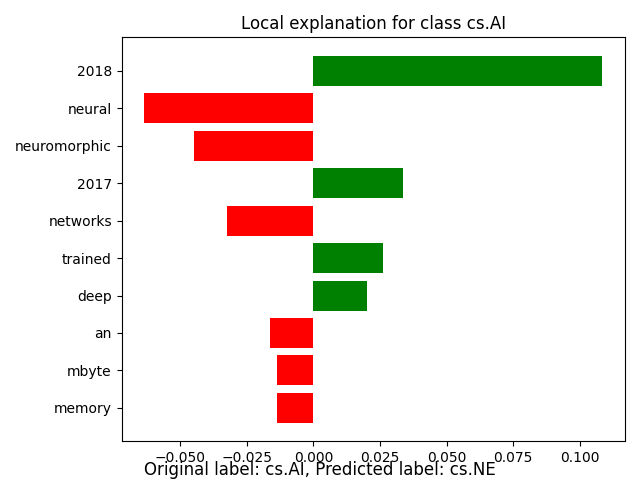 Local explanation for class cs.AI
2018
neural
neuromorphic
2017
networks
trained
deep
an
mbyte
memory
−0.050 −0.025 0.000 0.025 0.050 0.075 0.100
Original label: cs.AI, Predicted label: cs.NE